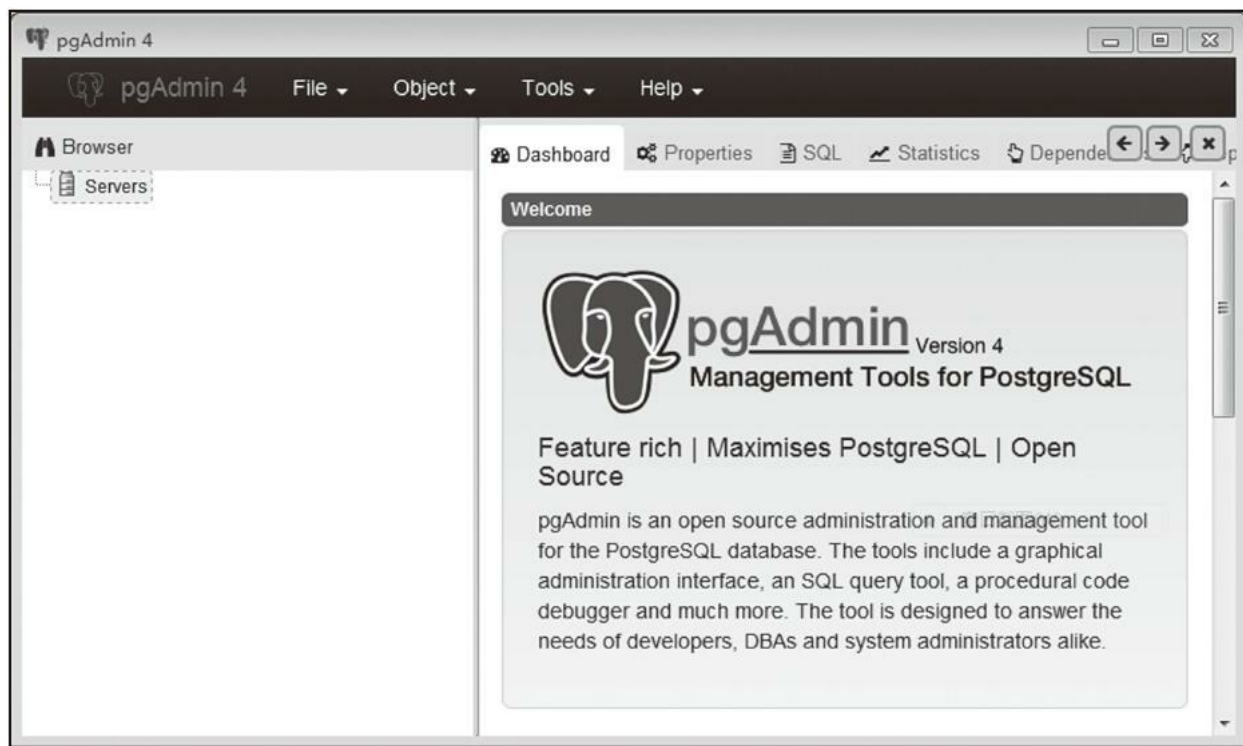 pgAdmin 4
pgAdmin 4 File Object Tools Help
Browser
Servers
Dashboard Properties SQL Statistics
Welcome
pgAdmin Version 4
Management Tools for PostgreSQL
Feature rich | Maximises PostgreSQL | Open
Source
pgAdmin is an open source administration and management tool
for the PostgreSQL database. The tools include a graphical
administration interface, an SQL query tool, a procedural code
debugger and much more. The tool is designed to answer the
needs of developers, DBAs and system administrators alike.